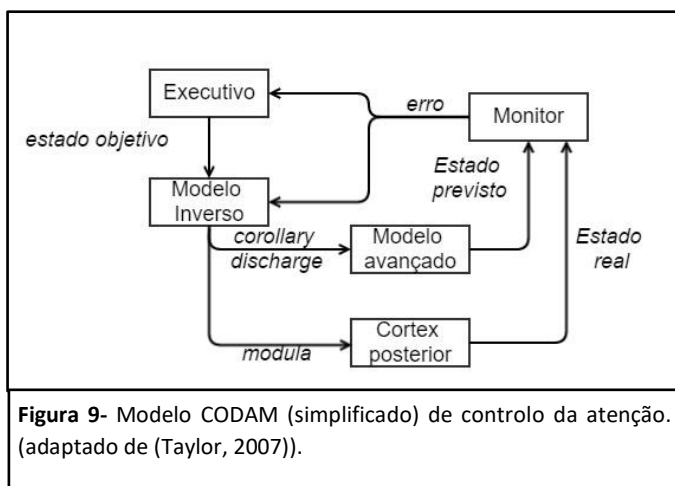 Executivo
erro
Monitor
estado objetivo
Estado
previsto
Modelo
Inverso
corollary
discharge
Modelo
avançado
Estado
real
modula
Cortex
posterior
Figura 9- Modelo CODAM (simplificado) de controlo da atenção.
(adaptado de (Taylor, 2007)).